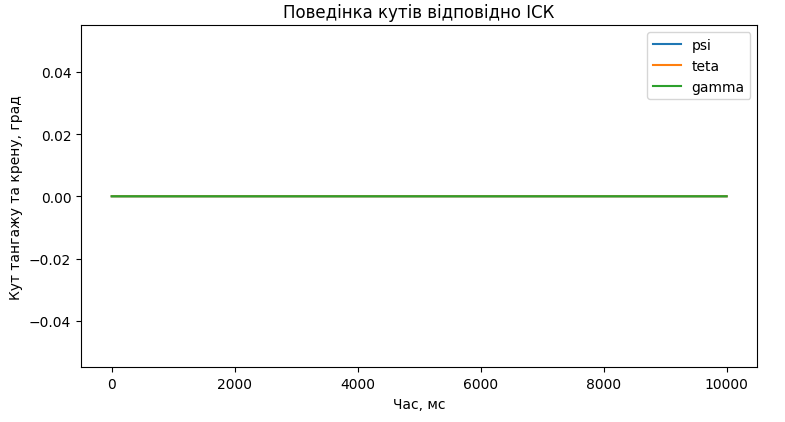 Поведінка кутів відповідно ІСК
psi
teta
gamma
Кут тангажу та крену, град
0.04
0.02
0.00
−0.02
−0.04
0 2000 4000 6000 8000 10000
Час, мс